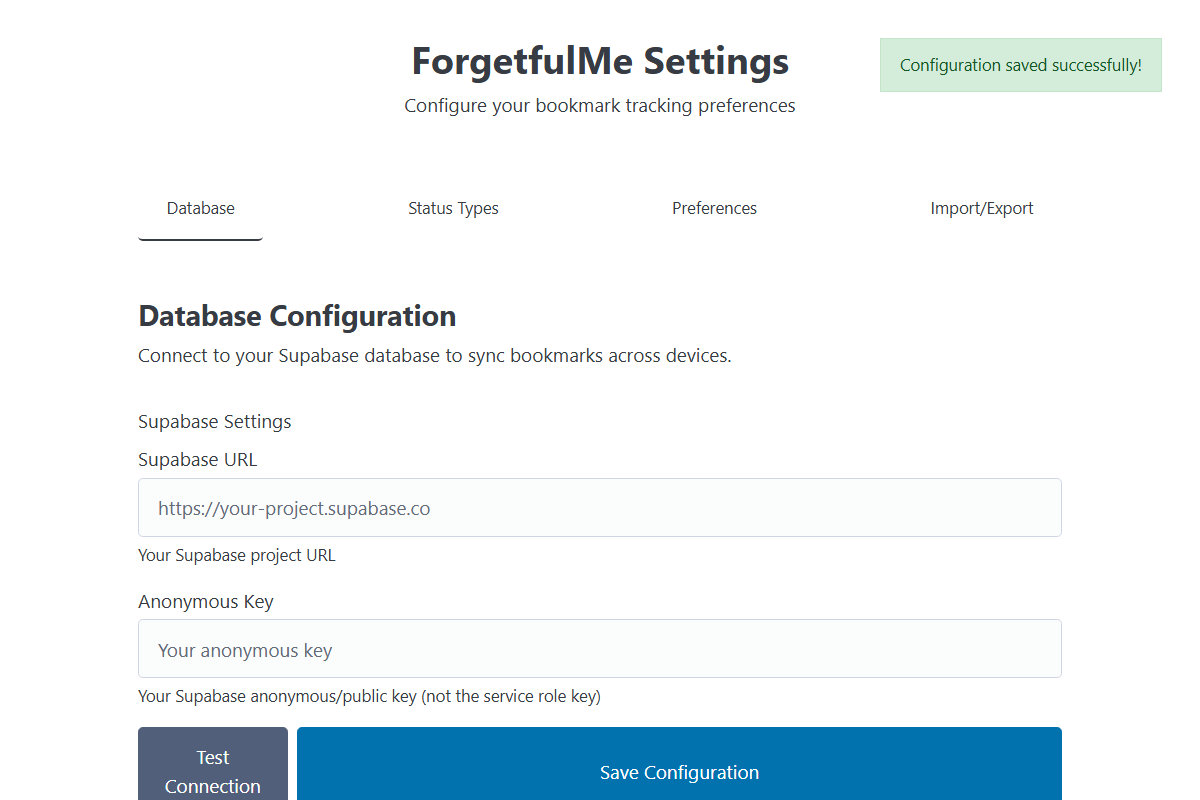 ForgetfulMe Settings
Configuration saved successfully!
Configure your bookmark tracking preferences
Database
Status Types
Preferences
Import/Export
Database Configuration
Connect to your Supabase database to sync bookmarks across devices.
Supabase Settings
Supabase URL
https://your-project.supabase.co
Your Supabase project URL
Anonymous Key
Your anonymous key
Your Supabase anonymous/public key (not the service role key)
Test
Connection
Save Configuration